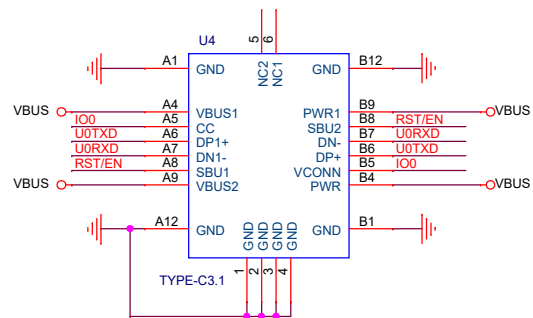 U4
5
6
A1
GND
NC2
NC1
GND
B12
VBUS
A4
VBUS1
PWR1
B9
VBUS
IO0
A5
CC
SBU2
B8
RST/EN
U0TXD
A6
DP1+
DN-
B7
U0RXD
U0RXD
A7
DN1-
DP+
B6
U0TXD
RST/EN
A8
SBU1
VCONN
B5
IO0
VBUS
A9
VBUS2
PWR
B4
VBUS
A12
GND
GND
B1
GND
GND
GND
GND
TYPE-C3.1
1
2
3
4